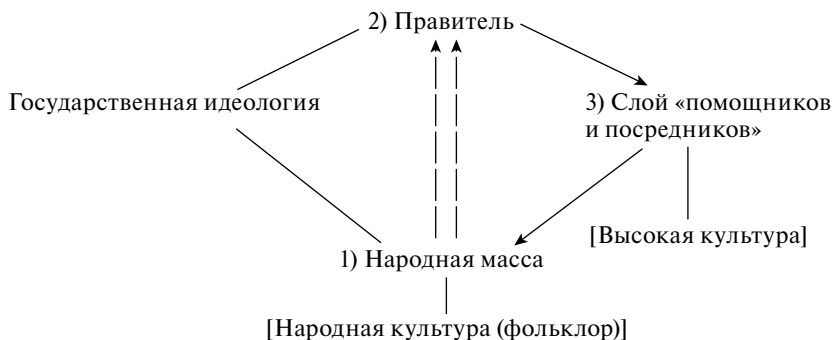 2) Правитель
Государственная идеология
3) Слой «помощников
и посредников»
[Высокая культура]
1) Народная масса
[Народная культура (фольклор)]